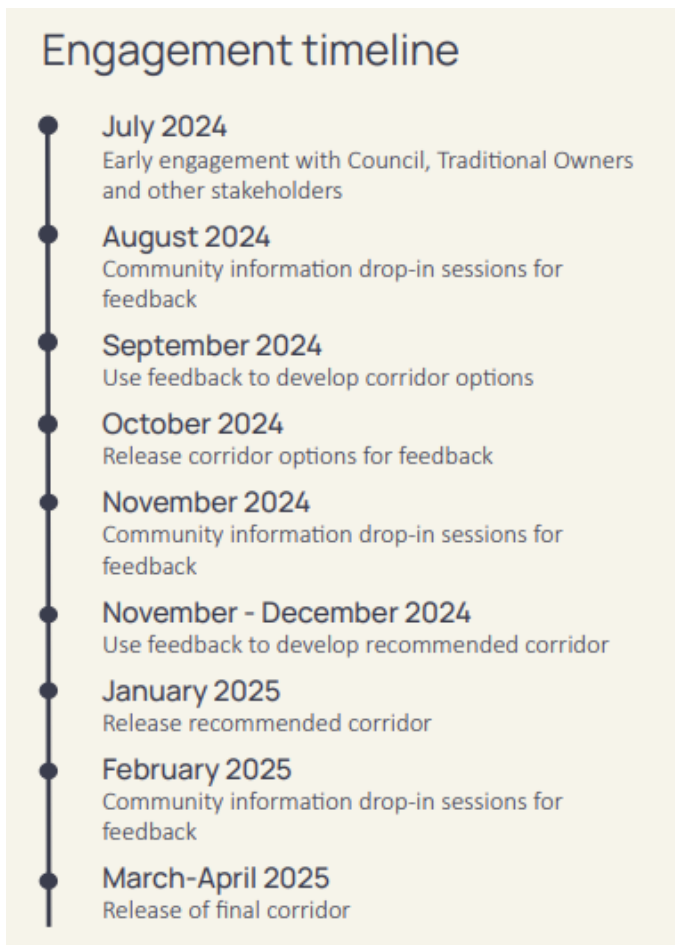 Engagement timeline
July 2024
Early engagement with Council, Traditional Owners
and other stakeholders
August 2024
Community information drop-in sessions for
feedback
September 2024
Use feedback to develop corridor options
October 2024
Release corridor options for feedback
November 2024
Community information drop-in sessions for
feedback
November - December 2024
Use feedback to develop recommended corridor
January 2025
Release recommended corridor
February 2025
Community information drop-in sessions for
feedback
March-April 2025
Release of final corridor